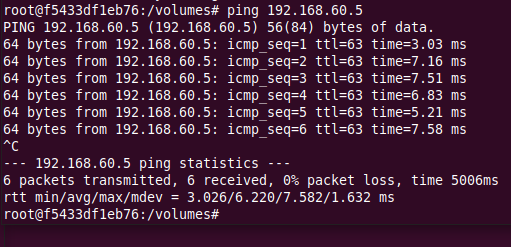 root@f5433df1eb76:/volumes# ping 192.168.60.5
PING 192.168.60.5 (192.168.60.5) 56(84) bytes of data.
64 bytes from 192.168.60.5: icmp_seq=1 ttl=63 time=3.03 ms
64 bytes from 192.168.60.5: icmp_seq=2 ttl=63 time=7.16 ms
64 bytes from 192.168.60.5: icmp_seq=3 ttl=63 time=7.51 ms
64 bytes from 192.168.60.5: icmp_seq=4 ttl=63 time=6.83 ms
64 bytes from 192.168.60.5: icmp_seq=5 ttl=63 time=5.21 ms
64 bytes from 192.168.60.5: icmp_seq=6 ttl=63 time=7.58 ms
^C
--- 192.168.60.5 ping statistics ---
6 packets transmitted, 6 received, 0% packet loss, time 5006ms
rtt min/avg/max/mdev = 3.026/6.220/7.582/1.632 ms
root@f5433df1eb76:/volumes#